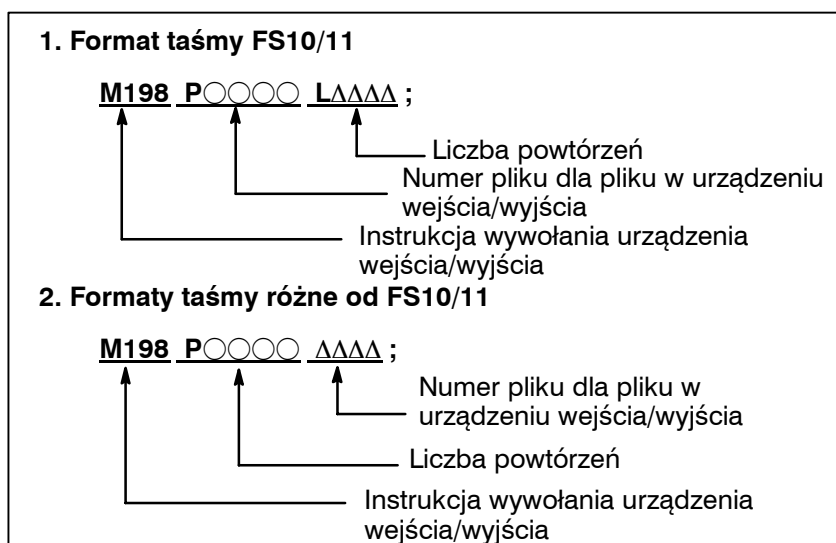 1. Format taśmy FS10/11
M198 P○○○○ L∆∆∆∆ ;
Liczba powtórzeń
Numer pliku dla pliku w urządzeniu
wejścia/wyjścia
Instrukcja wywołania urządzenia
wejścia/wyjścia
2. Formaty taśmy różne od FS10/11
M198 P○○○○ ∆∆∆∆ ;
Numer pliku dla pliku w
urządzeniu wejścia/wyjścia
Liczba powtórzeń
Instrukcja wywołania urządzenia
wejścia/wyjścia